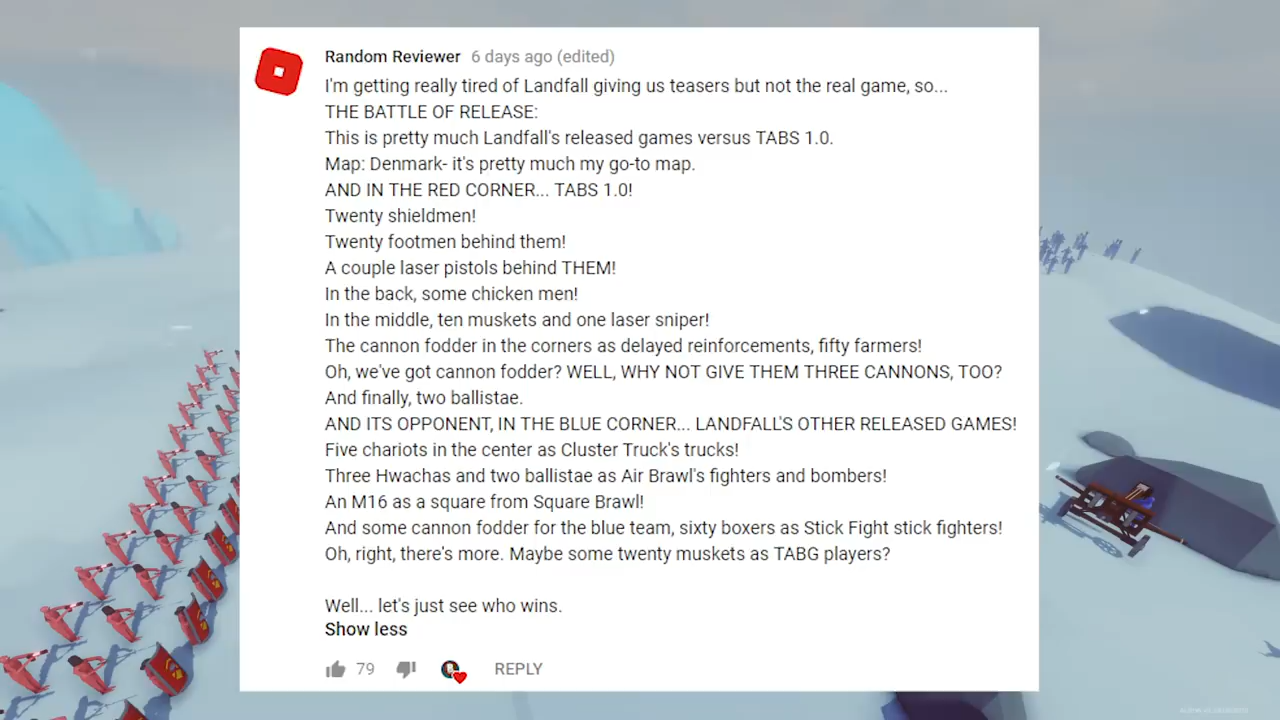 Random Reviewer 6 days ago (edited)
I'm getting really tired of Landfall giving us teasers but not the real game, so...
THE BATTLE OF RELEASE:
This is pretty much Landfall's released games versus TABS 1.0.
Map: Denmark- it's pretty much my go-to map.
AND IN THE RED CORNER... TABS 1.0!
Twenty shieldmen!
Twenty footmen behind them!
A couple laser pistols behind THEM!
In the back, some chicken men!
In the middle, ten muskets and one laser sniper!
The cannon fodder in the corners as delayed reinforcements, fifty farmers!
Oh, we've got cannon fodder? WELL, WHY NOT GIVE THEM THREE CANNONS, TOO?
And finally, two ballistae.
AND ITS OPPONENT, IN THE BLUE CORNER... LANDFALL'S OTHER RELEASED GAMES!
Five chariots in the center as Cluster Truck's trucks!
Three Hwachas and two ballistae as Air Brawl's fighters and bombers!
An M16 as a square from Square Brawl!
And some cannon fodder for the blue team, sixty boxers as Stick Fight stick fighters!
Oh, right, there's more. Maybe some twenty muskets as TABG players?
Well... let's just see who wins.
Show less
79 REPLY